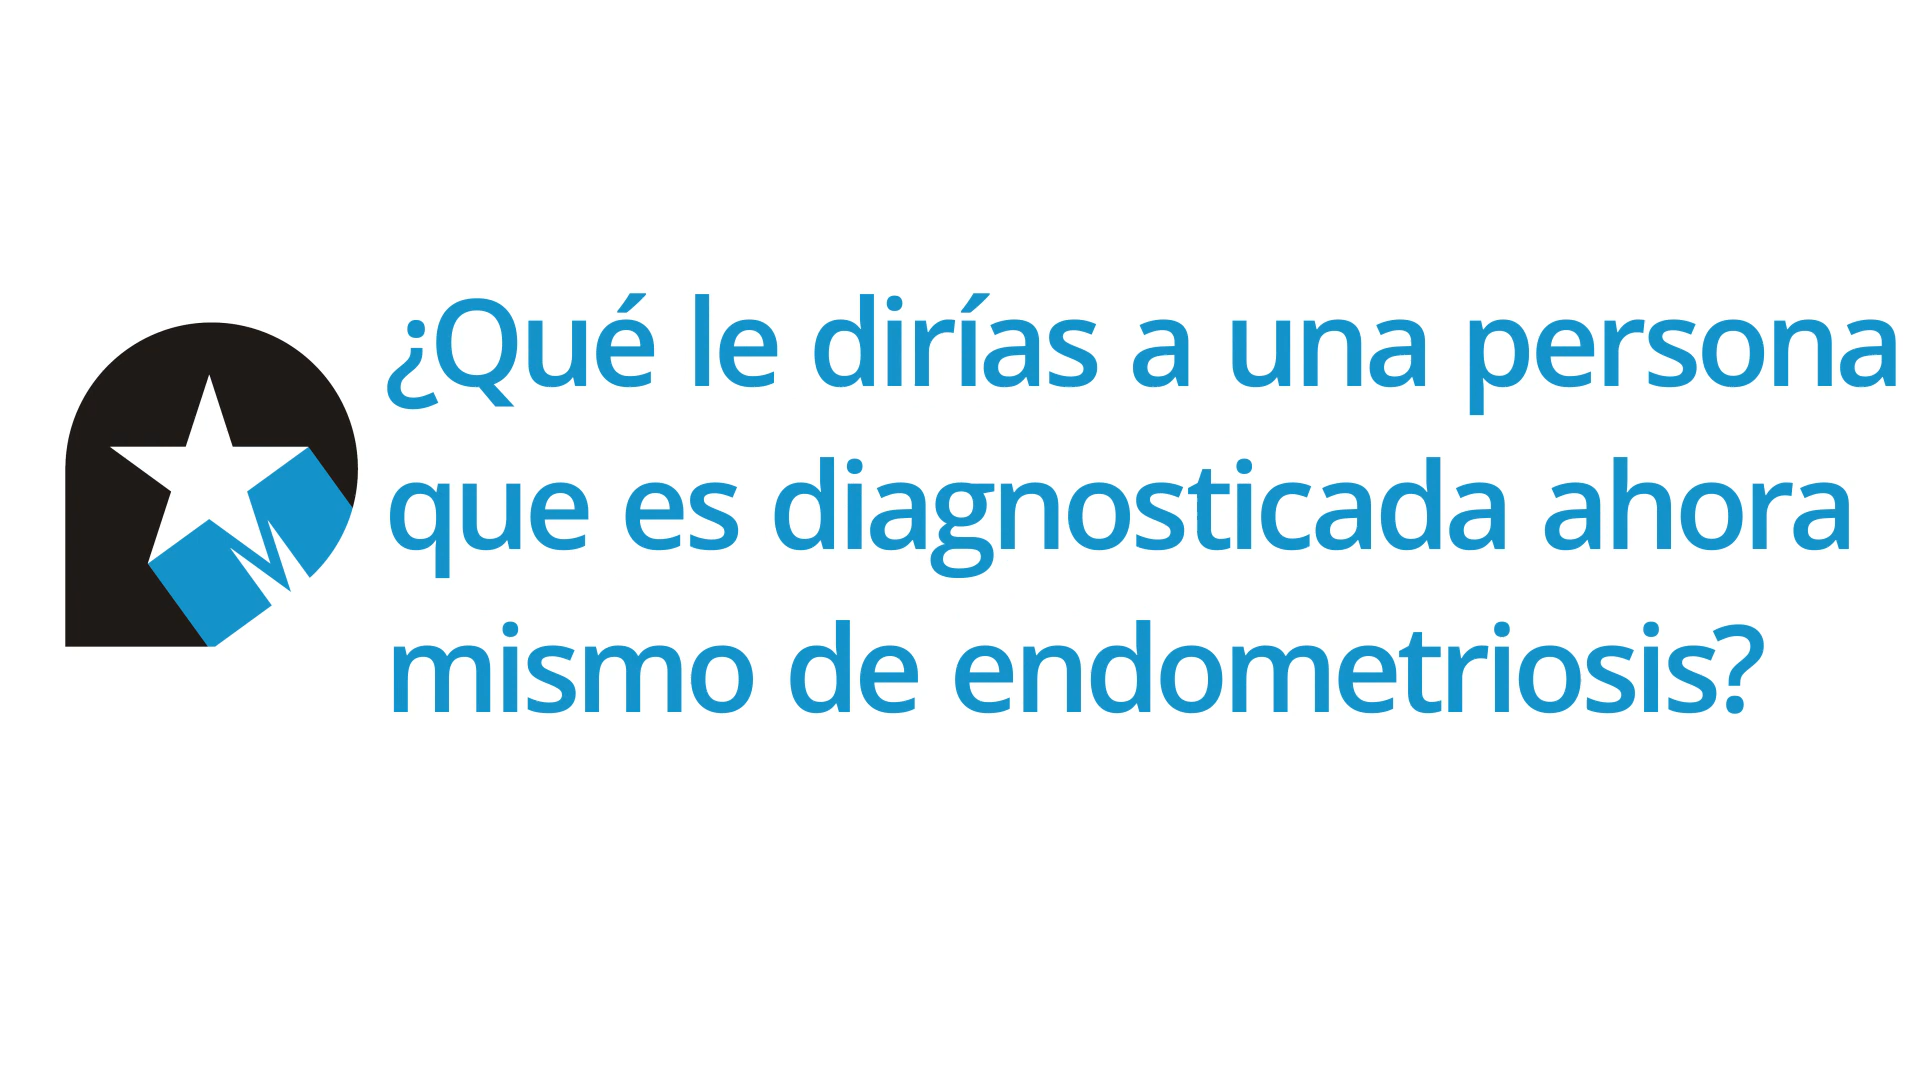 ¿Qué le dirías a una persona
que es diagnosticada ahora
mismo de endometriosis?